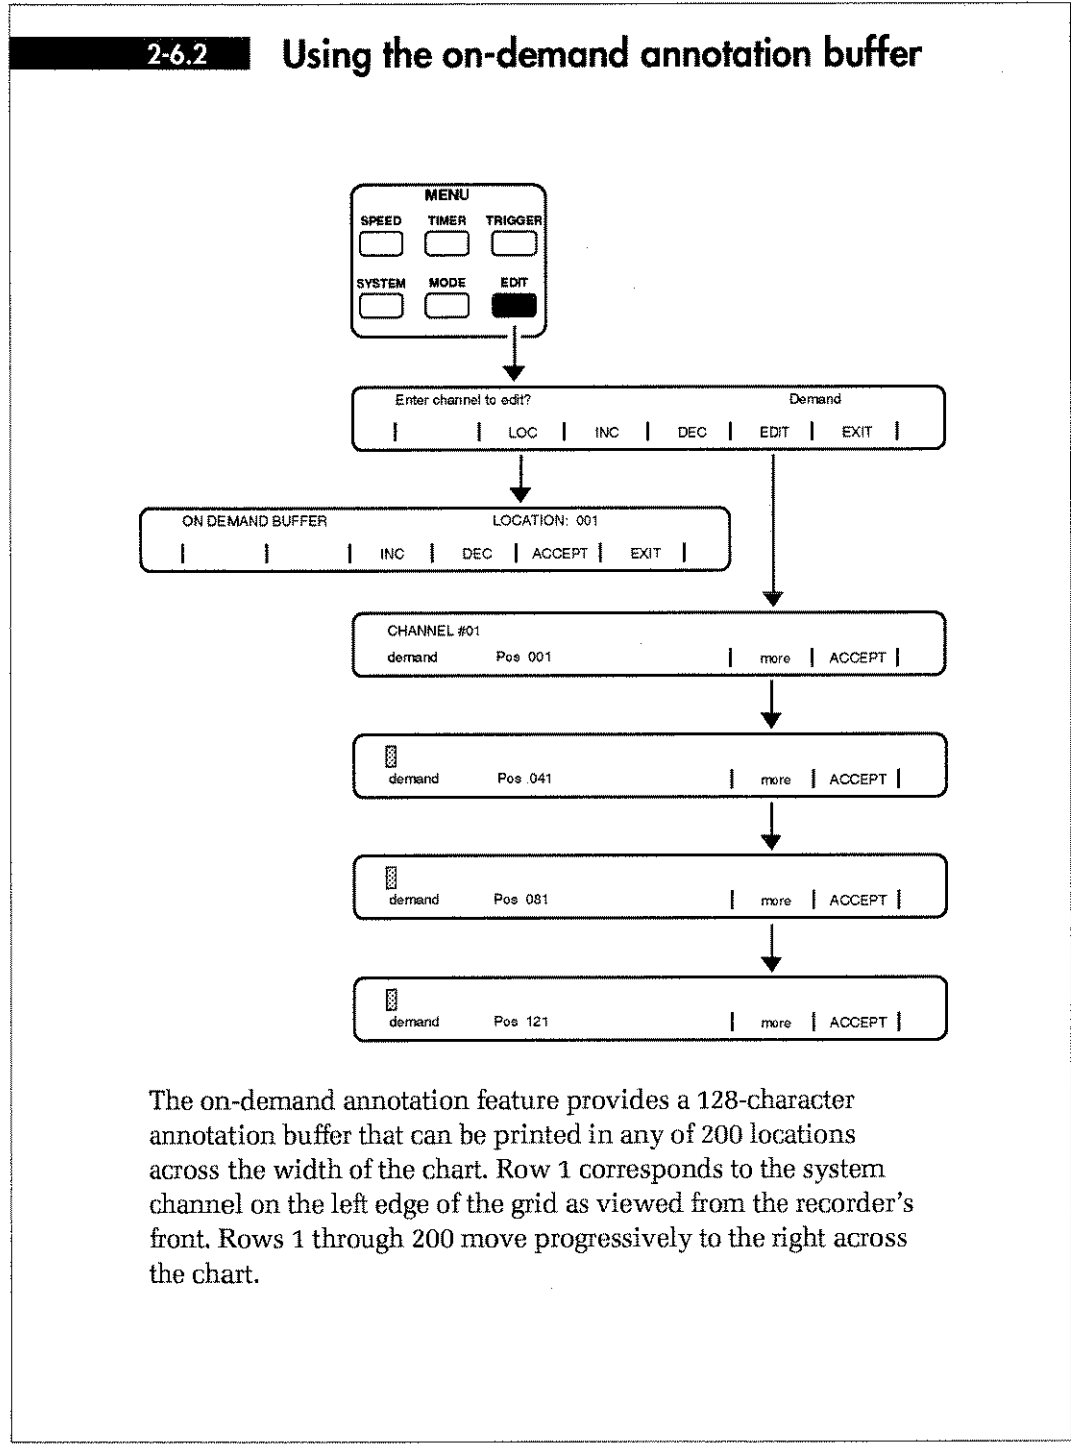 2-6.2 Using the on-demand annotation buffer
MENU
SPEED TIMER TRIGGER
SYSTEM MODE EDIT
Enter channel to edit? Demand
| | LOC | INC | DEC | EDIT | EXIT |
ON DEMAND BUFFER LOCATION: 001
| | | INC | DEC | ACCEPT | EXIT |
CHANNEL #01
demand Pos 001 | more | ACCEPT |
demand Pos 041 | more | ACCEPT |
demand Pos 081 | more | ACCEPT |
demand Pos 121 | more | ACCEPT |
The on-demand annotation feature provides a 128-character
annotation buffer that can be printed in any of 200 locations
across the width of the chart. Row 1 corresponds to the system
channel on the left edge of the grid as viewed from the recorder's
front. Rows 1 through 200 move progressively to the right across
the chart.